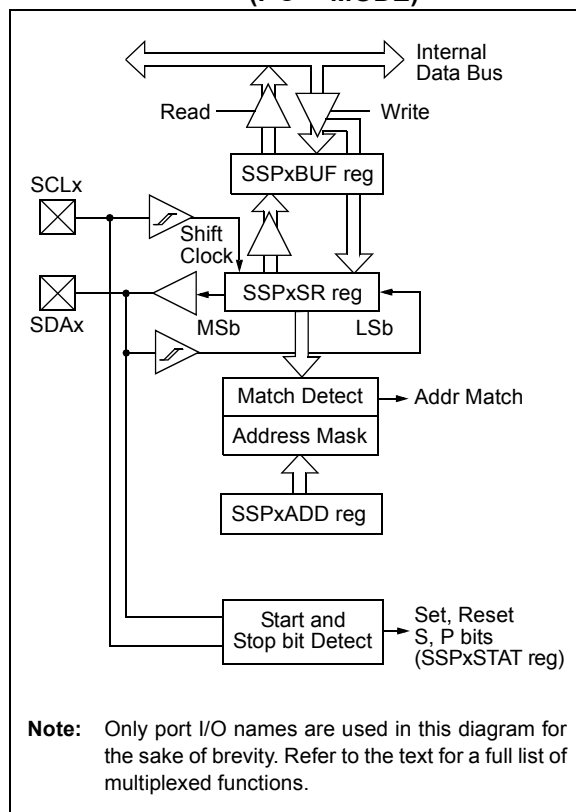 Internal
Data Bus
Read
Write
SSPxBUF reg
SCLx
Shift
Clock
SSPxSR reg
SDAx
MSb
LSb
Match Detect
Addr Match
Address Mask
SSPxADD reg
Start and
Stop bit Detect
Set, Reset
S, P bits
(SSPxSTAT reg)
Note: Only port I/O names are used in this diagram for
the sake of brevity. Refer to the text for a full list of
multiplexed functions.